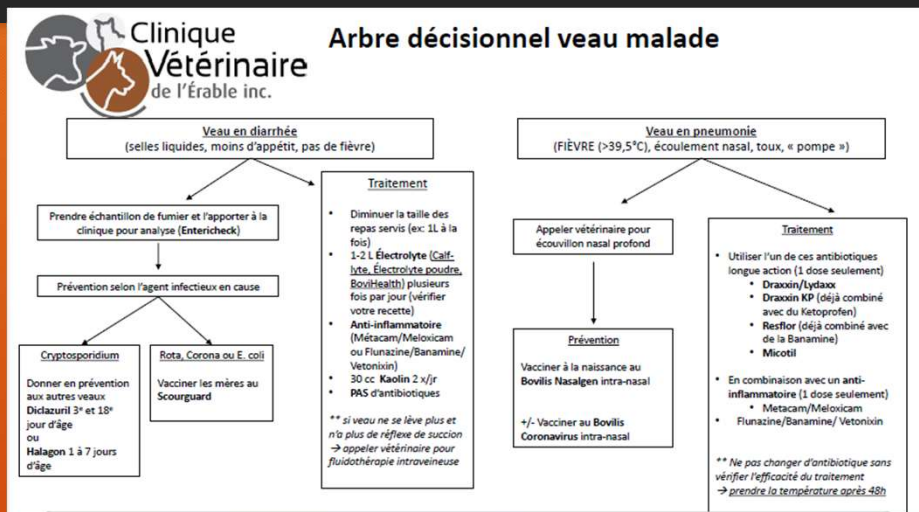 Clinique
Vétérinaire
de l'Érable inc.
Arbre décisionnel veau malade
Veau en diarrhée
(selles liquides, moins d'appétit, pas de fièvre)
Prendre échantillon de fumier et l'apporter à la
clinique pour analyse (Entericheck)
Prévention selon l'agent infectieux en cause
Cryptosporidium
Donner en prévention
aux autres veaux
Diclazuril 3e et 18e
jour d'âge
ou
Halagon 1 à 7 jours
d'âge
Rota, Corona ou E. coli
Vacciner les mères au
Scourguard
Traitement
• Diminuer la taille des
repas servis (ex: 1L à la
fois)
• 1-2 L Électrolyte (Calf-
lyte, Électrolyte poudre,
BoviHealth) plusieurs
fois par jour (vérifier
votre recette)
• Anti-inflammatoire
(Métacam/Meloxicam
ou Flunazine/Banamine/
Vetonixin)
• 30 cc Kaolin 2 x/jr
• PAS d'antibiotiques
** si veau ne se lève plus et
n'a plus de réflexe de succion
→ appeler vétérinaire pour
fluidothérapie intraveineuse
Veau en pneumonie
(FIÈVRE (>39,5°C), écoulement nasal, toux, « pompe »)
Appeler vétérinaire pour
écouvillon nasal profond
Prévention
Vacciner à la naissance au
Bovilis Nasalgen intra-nasal
+/- Vacciner au Bovilis
Coronavirus intra-nasal
Traitement
• Utiliser l'un de ces antibiotiques
longue action (1 dose seulement)
• Draxxin/Lydaxx
• Draxxin KP (déjà combiné
avec du Ketoprofen)
• Resflor (déjà combiné avec
de la Banamine)
• Micotil
• En combinaison avec un anti-
inflammatoire (1 dose seulement)
• Metacam/Meloxicam
• Flunazine/Banamine/ Vetonixin
** Ne pas changer d'antibiotique sans
vérifier l'efficacité du traitement
→ prendre la température après 48h